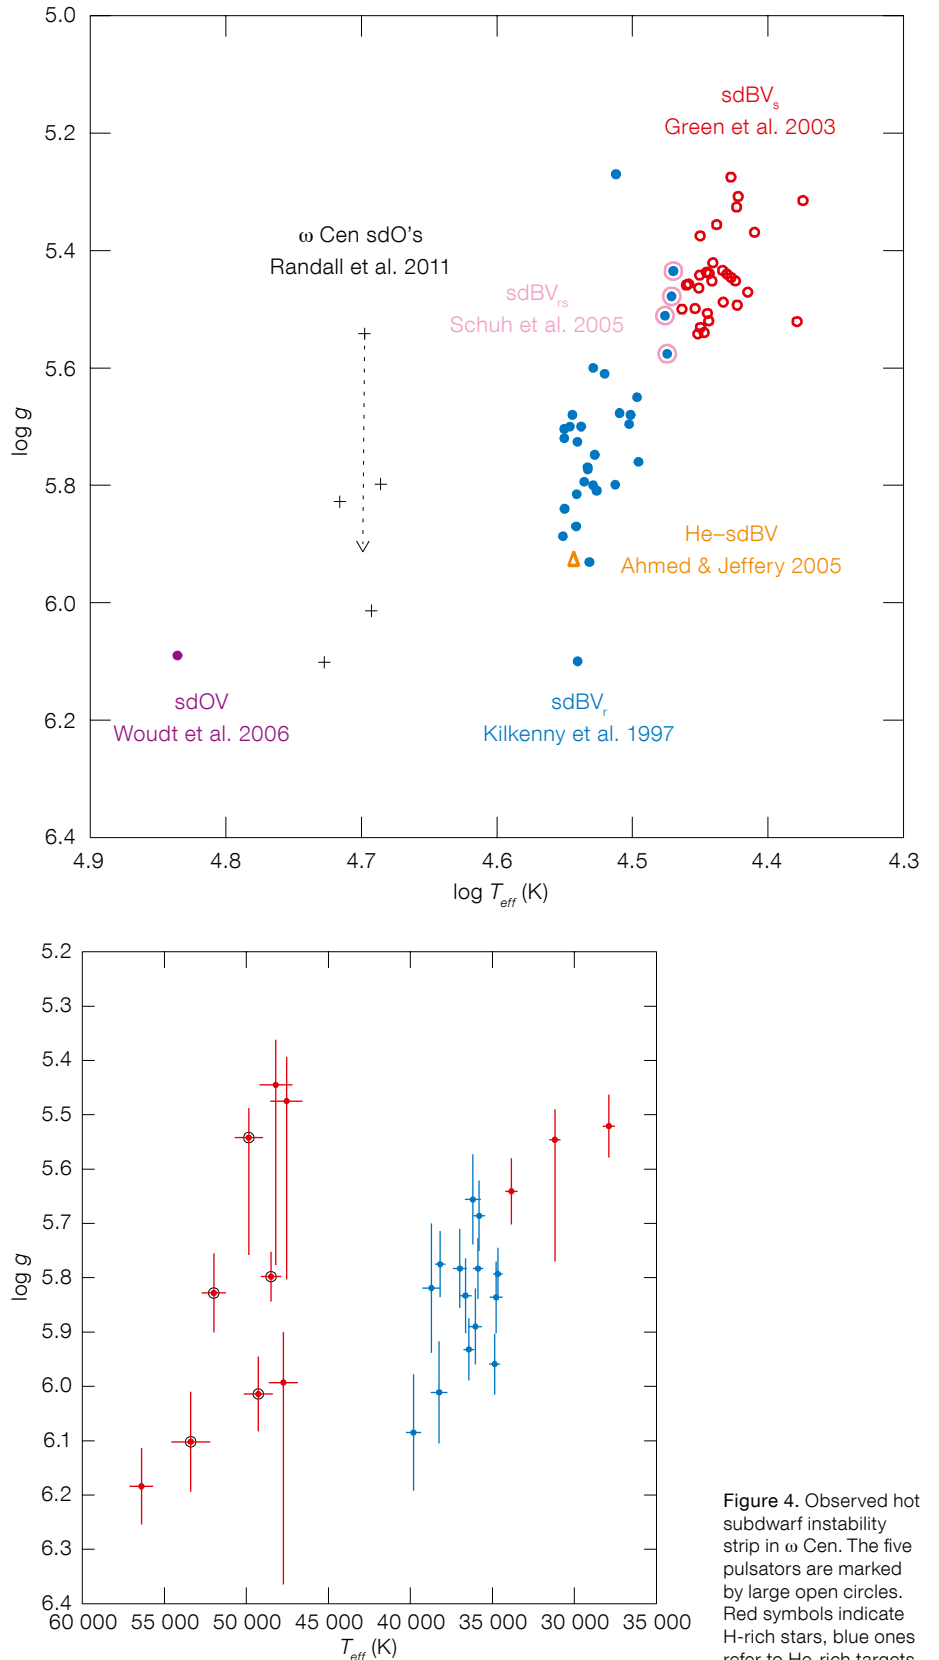 5.0
5.2
5.4
5.6
5.8
6.0
6.2
6.4
log g
4.9 4.8 4.7 4.6 4.5 4.4 4.3
log Teff (K)
sdBVs
Green et al. 2003
ω Cen sdO's
Randall et al. 2011
sdBVrs
Schuh et al. 2005
He–sdBV
Ahmed & Jeffery 2005
sdOV
Woudt et al. 2006
sdBVr
Kilkenny et al. 1997
5.2
5.3
5.4
5.5
5.6
5.7
5.8
5.9
6.0
6.1
6.2
6.3
6.4
log g
60 000 55 000 50 000 45 000 40 000 35 000 30 000 35 000
Teff (K)
Figure 4. Observed hot
subdwarf instability
strip in ω Cen. The five
pulsators are marked
by large open circles.
Red symbols indicate
H-rich stars, blue ones
refer to He-rich targets